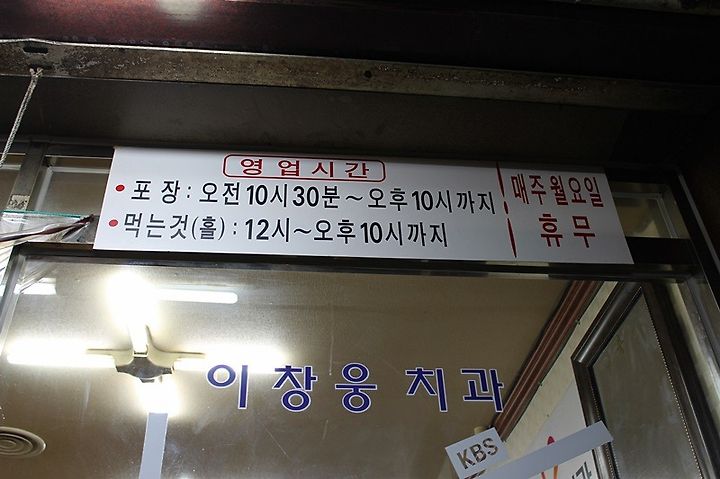 영업시간
• 포장 : 오전10시30분~오후10시까지
• 먹는것(홀) : 12시~오후10시까지
매주월요일
휴무
이창웅치과
KBS